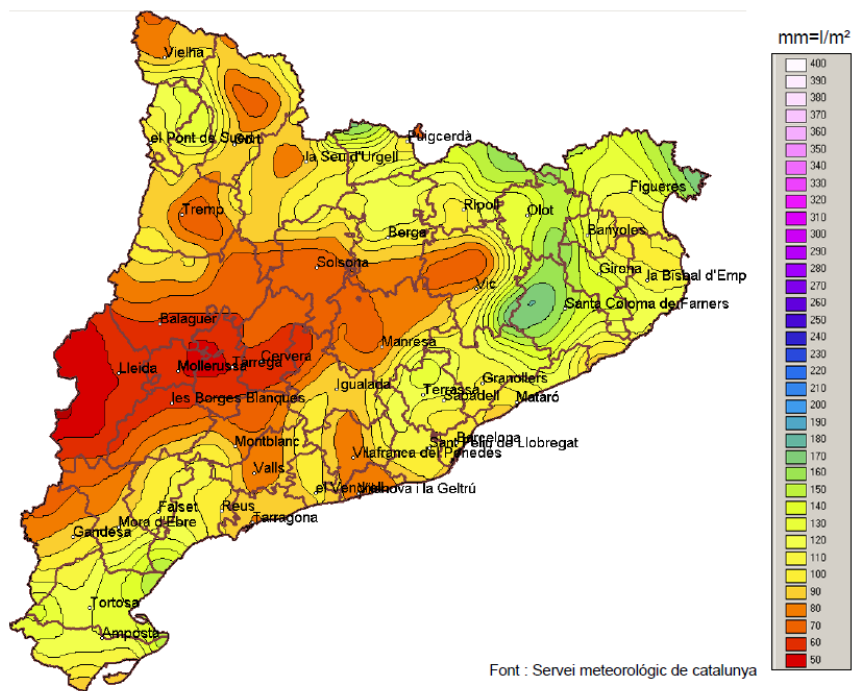 mm=l/m²
400
390
380
370
360
350
340
330
320
310
300
290
280
270
260
250
240
230
220
210
200
190
180
170
160
150
140
130
120
110
100
90
80
70
60
50
Vielha
Puigcerdà
el Pont de Suert
Sort
la Seu d'Urgell
Figueres
Tremp
Ripoll
Olot
Berga
Banyoles
Solsona
Girona
la Bisbal d'Emp
Vic
Santa Coloma de Farners
Balaguer
Manresa
Cervera
Lleida
Mollerussa
Tàrrega
Granollers
Igualada
Terrassa
Sabadell
Mataró
les Borges Blanques
Barcelona
Montblanc
Sant Feliu de Llobregat
Vilafranca del Penedès
Valls
el Vendrell
Vilanova i la Geltrú
Falset
Reus
Tarragona
Mora d'Ebre
Gandesa
Tortosa
Amposta
Font : Servei meteorológic de catalunya